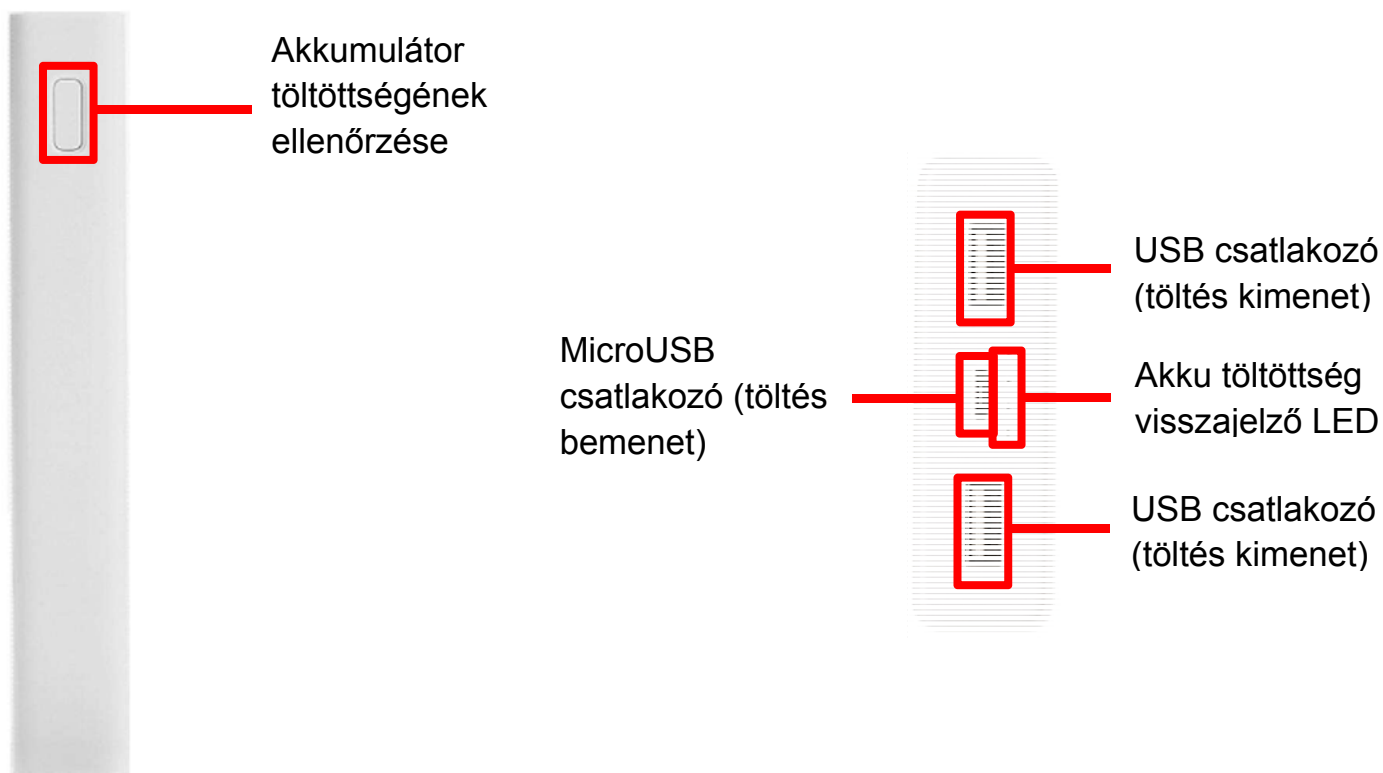 Akkumulátor
töltöttségének
ellenőrzése
USB csatlakozó
(töltés kimenet)
MicroUSB
csatlakozó (töltés
bemenet)
Akku töltöttség
visszajelző LED
USB csatlakozó
(töltés kimenet)